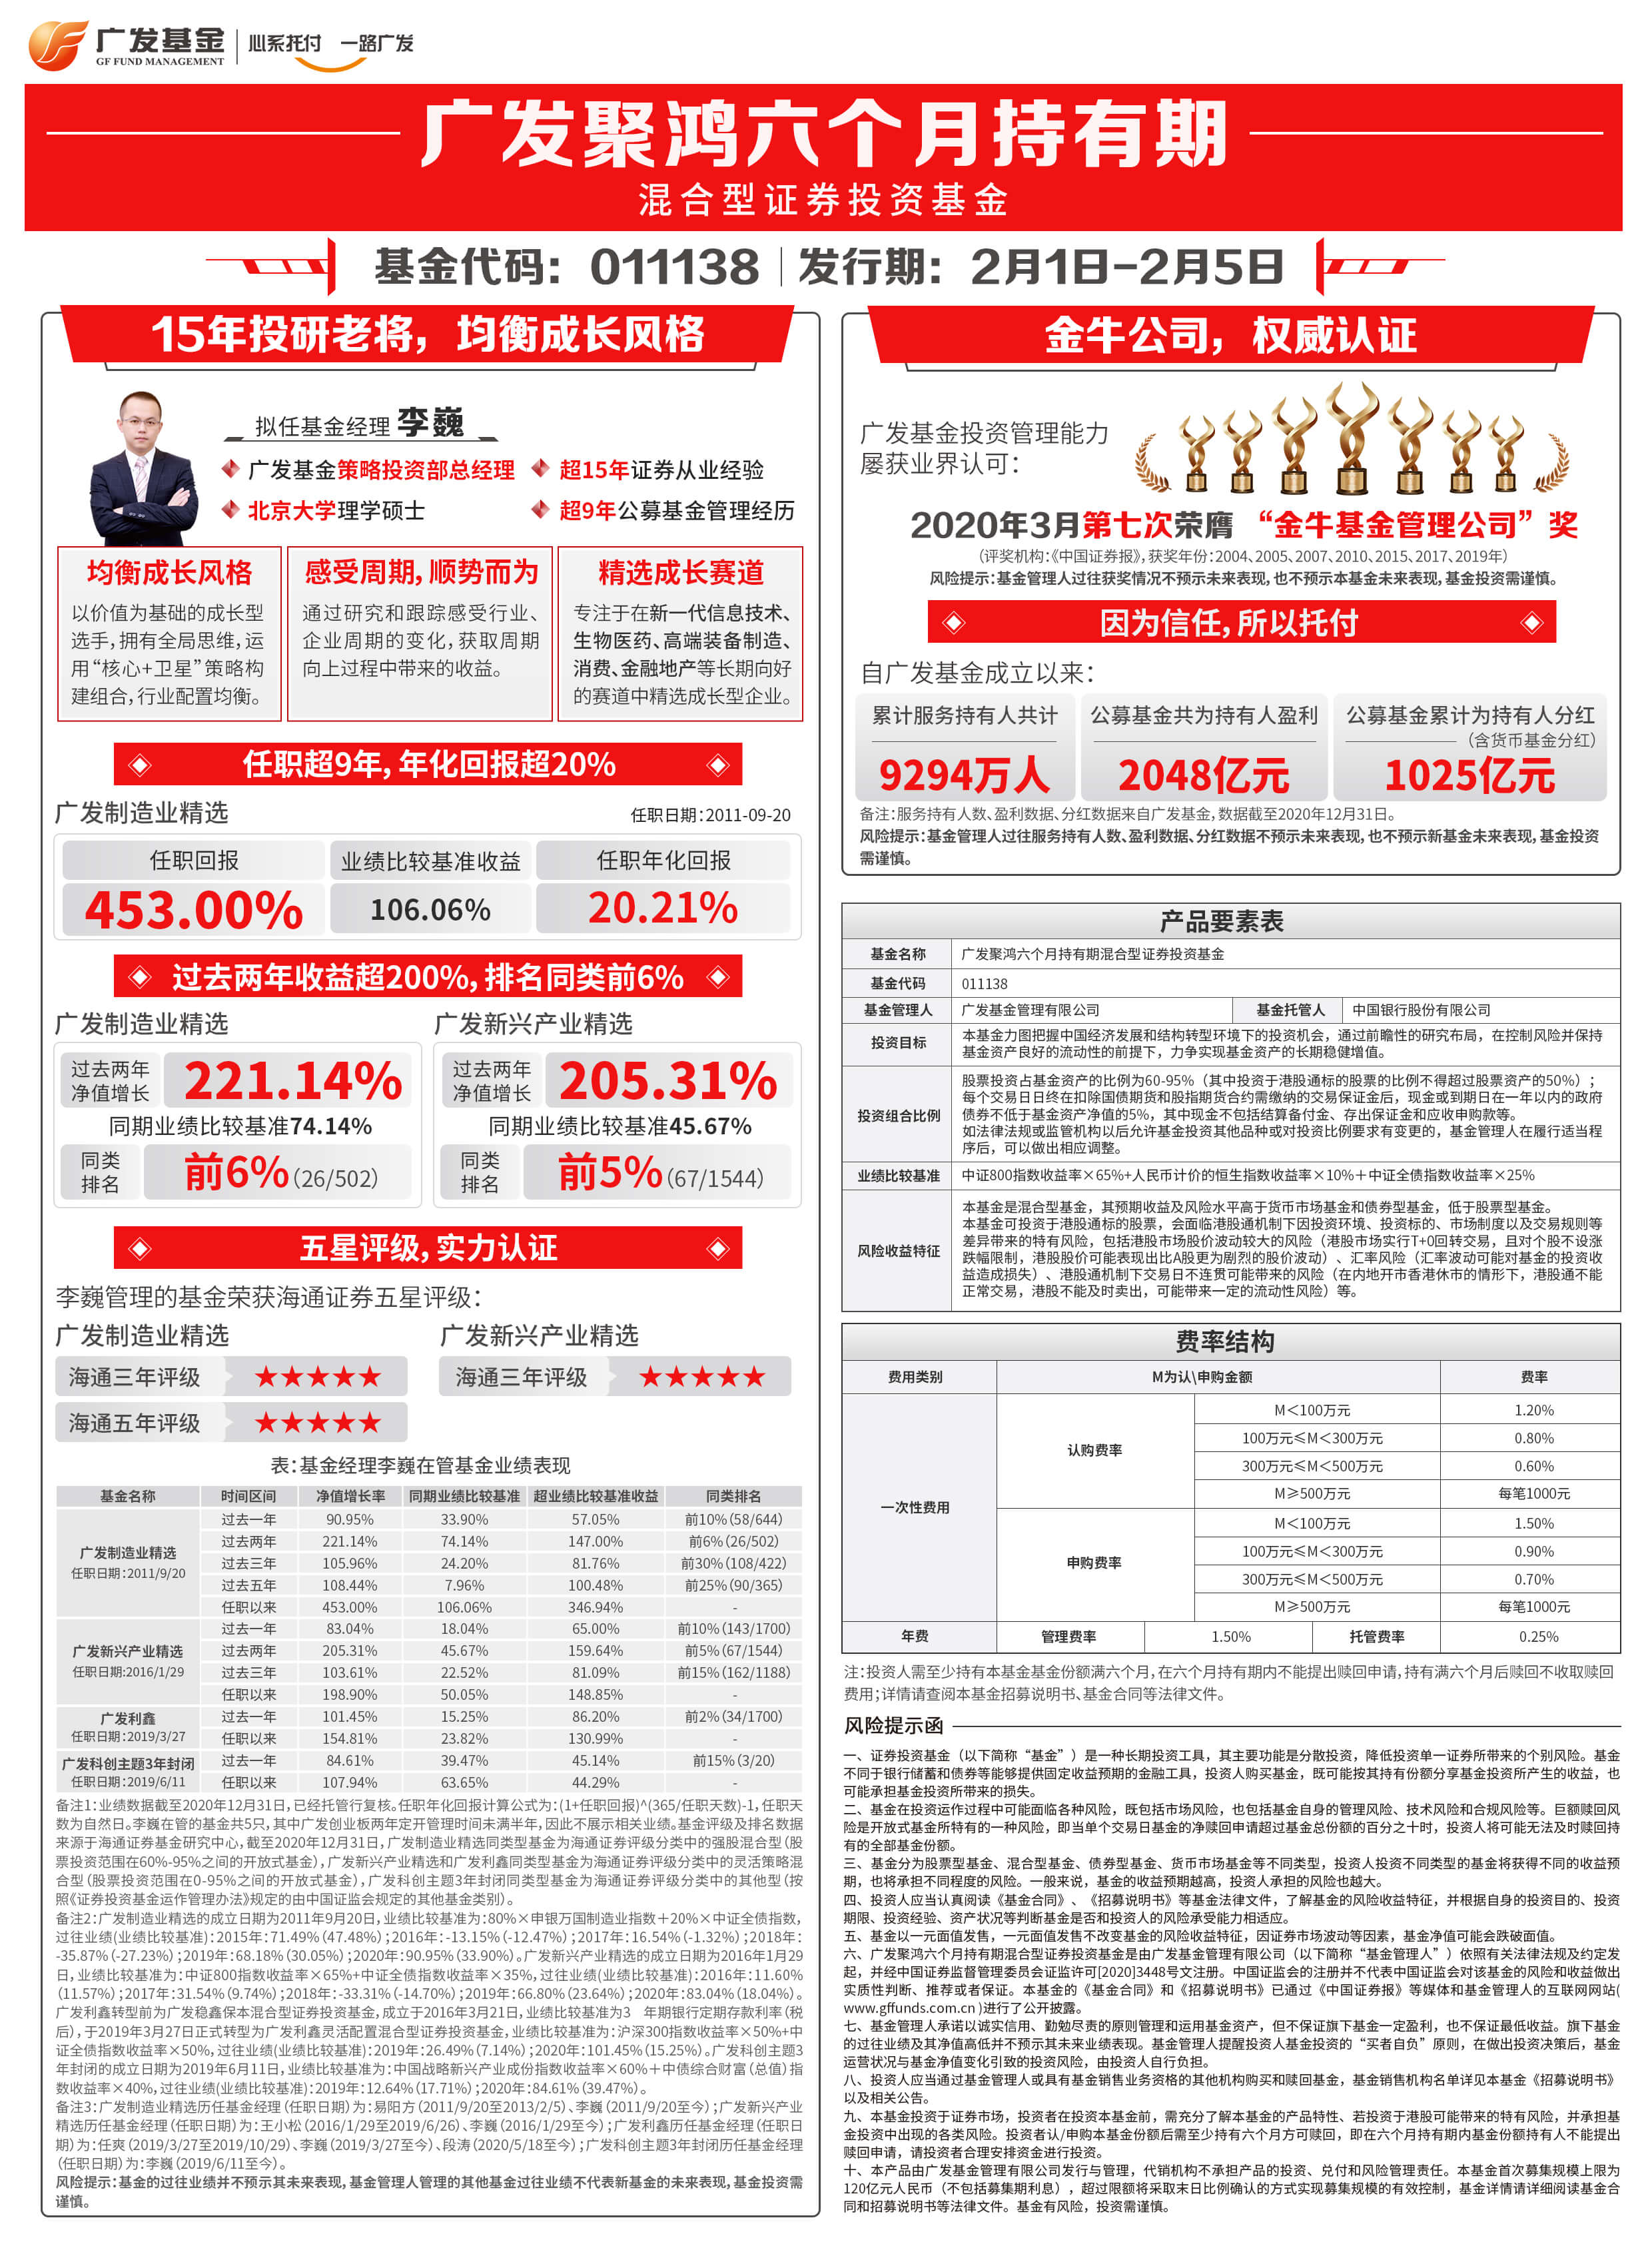 广发基金
GF FUND MANAGEMENT
心系托付 一路广发
广发聚鸿六个月持有期
混合型证券投资基金
基金代码：011138 | 发行期：2月1日-2月5日
15年投研老将，均衡成长风格
拟任基金经理 李巍
广发基金策略投资部总经理
超15年证券从业经验
北京大学理学硕士
超9年公募基金管理经历
均衡成长风格
以价值为基础的成长型
选手，拥有全局思维，运
用“核心+卫星”策略构
建组合，行业配置均衡。
感受周期，顺势而为
通过研究和跟踪感受行业、
企业周期的变化，获取周期
向上过程中带来的收益。
精选成长赛道
专注于在新一代信息技术、
生物医药、高端装备制造、
消费、金融地产等长期向好
的赛道中精选成长型企业。
任职超9年，年化回报超20%
广发制造业精选
任职日期：2011-09-20
任职回报 业绩比较基准收益 任职年化回报
453.00% 106.06% 20.21%
过去两年收益超200%，排名同类前6%
广发制造业精选
过去两年
净值增长
221.14%
同期业绩比较基准74.14%
同类
排名
前6%（26/502）
广发新兴产业精选
过去两年
净值增长
205.31%
同期业绩比较基准45.67%
同类
排名
前5%（67/1544）
五星评级，实力认证
李巍管理的基金荣获海通证券五星评级：
广发制造业精选
海通三年评级 ★★★★★
海通五年评级 ★★★★★
广发新兴产业精选
海通三年评级 ★★★★★
表：基金经理李巍在管基金业绩表现
基金名称 时间区间 净值增长率 同期业绩比较基准 超业绩比较基准收益 同类排名
广发制造业精选
任职日期：2011/9/20
过去一年 90.95% 33.90% 57.05% 前10%（58/644）
过去两年 221.14% 74.14% 147.00% 前6%（26/502）
过去三年 105.96% 24.20% 81.76% 前30%（108/422）
过去五年 108.44% 7.96% 100.48% 前25%（90/365）
任职以来 453.00% 106.06% 346.94% -
广发新兴产业精选
任职日期:2016/1/29
过去一年 83.04% 18.04% 65.00% 前10%（143/1700）
过去两年 205.31% 45.67% 159.64% 前5%（67/1544）
过去三年 103.61% 22.52% 81.09% 前15%（162/1188）
任职以来 198.90% 50.05% 148.85% -
广发利鑫
任职日期：2019/3/27
过去一年 101.45% 15.25% 86.20% 前2%（34/1700）
任职以来 154.81% 23.82% 130.99% -
广发科创主题3年封闭
任职日期：2019/6/11
过去一年 84.61% 39.47% 45.14% 前15%（3/20）
任职以来 107.94% 63.65% 44.29% -
备注1：业绩数据截至2020年12月31日，已经托管行复核。任职年化回报计算公式为：(1+任职回报)^(365/任职天数)-1，任职天
数为自然日。李巍在管的基金共5只，其中广发创业板两年定开管理时间未满半年，因此不展示相关业绩。基金评级及排名数据
来源于海通证券基金研究中心，截至2020年12月31日，广发制造业精选同类型基金为海通证券评级分类中的强股混合型（股
票投资范围在60%-95%之间的开放式基金），广发新兴产业精选和广发利鑫同类型基金为海通证券评级分类中的灵活策略混
合型（股票投资范围在0-95%之间的开放式基金），广发科创主题3年封闭同类型基金为海通证券评级分类中的其他型（按
照《证券投资基金运作管理办法》规定的由中国证监会规定的其他基金类别）。
备注2：广发制造业精选的成立日期为2011年9月20日，业绩比较基准为：80%×申银万国制造业指数＋20%×中证全债指数，
过往业绩(业绩比较基准)：2015年：71.49%（47.48%）；2016年：-13.15%（-12.47%）；2017年：16.54%（-1.32%）；2018年：
-35.87%（-27.23%）；2019年：68.18%（30.05%）；2020年：90.95%（33.90%）。广发新兴产业精选的成立日期为2016年1月29
日，业绩比较基准为：中证800指数收益率×65%+中证全债指数收益率×35%，过往业绩(业绩比较基准)：2016年：11.60%
（11.57%）；2017年：31.54%（9.74%）；2018年：-33.31%（-14.70%）；2019年：66.80%（23.64%）；2020年：83.04%（18.04%）。
广发利鑫转型前为广发稳鑫保本混合型证券投资基金，成立于2016年3月21日，业绩比较基准为3 年期银行定期存款利率（税
后），于2019年3月27日正式转型为广发利鑫灵活配置混合型证券投资基金，业绩比较基准为：沪深300指数收益率×50%+中
证全债指数收益率×50%，过往业绩(业绩比较基准)：2019年：26.49%（7.14%）；2020年：101.45%（15.25%）。广发科创主题3
年封闭的成立日期为2019年6月11日，业绩比较基准为：中国战略新兴产业成份指数收益率×60%＋中债综合财富（总值）指
数收益率×40%，过往业绩(业绩比较基准)：2019年：12.64%（17.71%）；2020年：84.61%（39.47%）。
备注3：广发制造业精选历任基金经理（任职日期）为：易阳方（2011/9/20至2013/2/5）、李巍（2011/9/20至今）；广发新兴产业
精选历任基金经理（任职日期）为：王小松（2016/1/29至2019/6/26）、李巍（2016/1/29至今）；广发利鑫历任基金经理（任职日
期）为：任爽（2019/3/27至2019/10/29）、李巍（2019/3/27至今）、段涛（2020/5/18至今）；广发科创主题3年封闭历任基金经理
（任职日期）为：李巍（2019/6/11至今）。
风险提示：基金的过往业绩并不预示其未来表现，基金管理人管理的其他基金过往业绩不代表新基金的未来表现，基金投资需
谨慎。
金牛公司，权威认证
广发基金投资管理能力
屡获业界认可：
2020年3月第七次荣膺“金牛基金管理公司”奖
（评奖机构：《中国证券报》，获奖年份：2004、2005、2007、2010、2015、2017、2019年）
风险提示：基金管理人过往获奖情况不预示未来表现，也不预示本基金未来表现，基金投资需谨慎。
因为信任，所以托付
自广发基金成立以来：
累计服务持有人共计
9294万人
公募基金共为持有人盈利
2048亿元
公募基金累计为持有人分红
（含货币基金分红）
1025亿元
备注：服务持有人数、盈利数据、分红数据来自广发基金，数据截至2020年12月31日。
风险提示：基金管理人过往服务持有人数、盈利数据、分红数据不预示未来表现，也不预示新基金未来表现，基金投资
需谨慎。
产品要素表
基金名称 广发聚鸿六个月持有期混合型证券投资基金
基金代码 011138
基金管理人 广发基金管理有限公司 基金托管人 中国银行股份有限公司
投资目标
本基金力图把握中国经济发展和结构转型环境下的投资机会，通过前瞻性的研究布局，在控制风险并保持
基金资产良好的流动性的前提下，力争实现基金资产的长期稳健增值。
投资组合比例
股票投资占基金资产的比例为60-95%（其中投资于港股通标的股票的比例不得超过股票资产的50%）；
每个交易日日终在扣除国债期货和股指期货合约需缴纳的交易保证金后，现金或到期日在一年以内的政府
债券不低于基金资产净值的5%，其中现金不包括结算备付金、存出保证金和应收申购款等。
如法律法规或监管机构以后允许基金投资其他品种或对投资比例要求有变更的，基金管理人在履行适当程
序后，可以做出相应调整。
业绩比较基准 中证800指数收益率×65%+人民币计价的恒生指数收益率×10%＋中证全债指数收益率×25%
风险收益特征
本基金是混合型基金，其预期收益及风险水平高于货币市场基金和债券型基金，低于股票型基金。
本基金可投资于港股通标的股票，会面临港股通机制下因投资环境、投资标的、市场制度以及交易规则等
差异带来的特有风险，包括港股市场股价波动较大的风险（港股市场实行T+0回转交易，且对个股不设涨
跌幅限制，港股股价可能表现出比A股更为剧烈的股价波动）、汇率风险（汇率波动可能对基金的投资收
益造成损失）、港股通机制下交易日不连贯可能带来的风险（在内地开市香港休市的情形下，港股通不能
正常交易，港股不能及时卖出，可能带来一定的流动性风险）等。
费率结构
费用类别 M为认\申购金额 费率
一次性费用
认购费率
M＜100万元 1.20%
100万元≤M＜300万元 0.80%
300万元≤M＜500万元 0.60%
M≥500万元 每笔1000元
申购费率
M＜100万元 1.50%
100万元≤M＜300万元 0.90%
300万元≤M＜500万元 0.70%
M≥500万元 每笔1000元
年费 管理费率 1.50% 托管费率 0.25%
注：投资人需至少持有本基金基金份额满六个月，在六个月持有期内不能提出赎回申请，持有满六个月后赎回不收取赎回
费用；详情请查阅本基金招募说明书、基金合同等法律文件。
风险提示函
一、证券投资基金（以下简称“基金”）是一种长期投资工具，其主要功能是分散投资，降低投资单一证券所带来的个别风险。基金
不同于银行储蓄和债券等能够提供固定收益预期的金融工具，投资人购买基金，既可能按其持有份额分享基金投资所产生的收益，也
可能承担基金投资所带来的损失。
二、基金在投资运作过程中可能面临各种风险，既包括市场风险，也包括基金自身的管理风险、技术风险和合规风险等。巨额赎回风
险是开放式基金所特有的一种风险，即当单个交易日基金的净赎回申请超过基金总份额的百分之十时，投资人将可能无法及时赎回持
有的全部基金份额。
三、基金分为股票型基金、混合型基金、债券型基金、货币市场基金等不同类型，投资人投资不同类型的基金将获得不同的收益预
期，也将承担不同程度的风险。一般来说，基金的收益预期越高，投资人承担的风险也越大。
四、投资人应当认真阅读《基金合同》、《招募说明书》等基金法律文件，了解基金的风险收益特征，并根据自身的投资目的、投资
期限、投资经验、资产状况等判断基金是否和投资人的风险承受能力相适应。
五、基金以一元面值发售，一元面值发售不改变基金的风险收益特征，因证券市场波动等因素，基金净值可能会跌破面值。
六、广发聚鸿六个月持有期混合型证券投资基金是由广发基金管理有限公司（以下简称“基金管理人”）依照有关法律法规及约定发
起，并经中国证券监督管理委员会证监许可[2020]3448号文注册。中国证监会的注册并不代表中国证监会对该基金的风险和收益做出
实质性判断、推荐或者保证。本基金的《基金合同》和《招募说明书》已通过《中国证券报》等媒体和基金管理人的互联网网站(
www.gffunds.com.cn )进行了公开披露。
七、基金管理人承诺以诚实信用、勤勉尽责的原则管理和运用基金资产，但不保证旗下基金一定盈利，也不保证最低收益。旗下基金
的过往业绩及其净值高低并不预示其未来业绩表现。基金管理人提醒投资人基金投资的“买者自负”原则，在做出投资决策后，基金
运营状况与基金净值变化引致的投资风险，由投资人自行负担。
八、投资人应当通过基金管理人或具有基金销售业务资格的其他机构购买和赎回基金，基金销售机构名单详见本基金《招募说明书》
以及相关公告。
九、本基金投资于证券市场，投资者在投资本基金前，需充分了解本基金的产品特性、若投资于港股可能带来的特有风险，并承担基
金投资中出现的各类风险。投资者认/申购本基金份额后需至少持有六个月方可赎回，即在六个月持有期内基金份额持有人不能提出
赎回申请，请投资者合理安排资金进行投资。
十、本产品由广发基金管理有限公司发行与管理，代销机构不承担产品的投资、兑付和风险管理责任。本基金首次募集规模上限为
120亿元人民币（不包括募集期利息），超过限额将采取末日比例确认的方式实现募集规模的有效控制，基金详情请详细阅读基金合
同和招募说明书等法律文件。基金有风险，投资需谨慎。